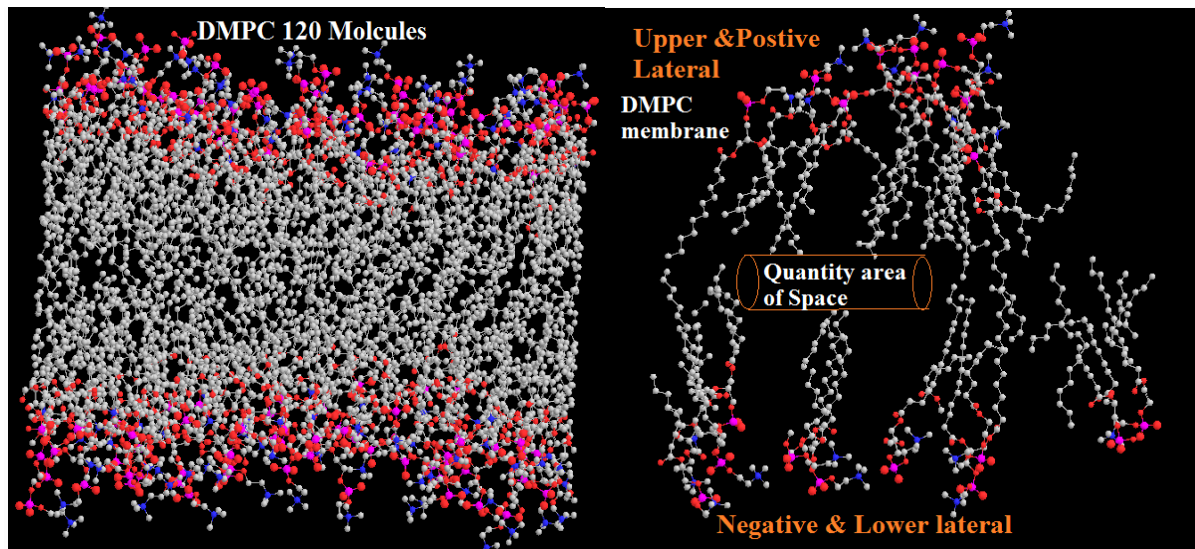 DMPC 120 Molcules
Upper &Postive
Lateral
DMPC
membrane
Quantity area
of Space
Negative & Lower lateral